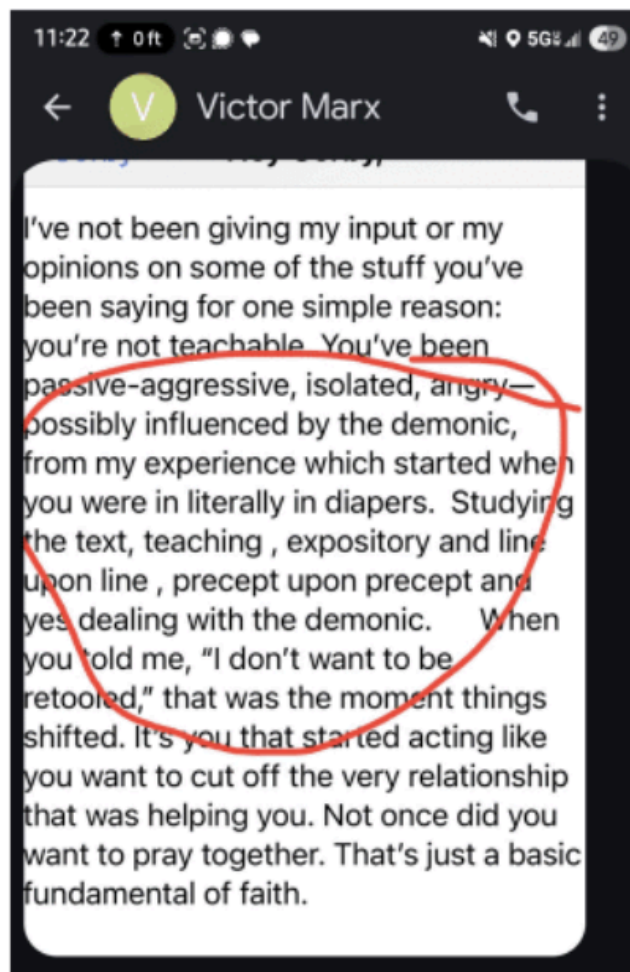 11:22 ↑ 0 ft 5G 49
V Victor Marx
I've not been giving my input or my
opinions on some of the stuff you've
been saying for one simple reason:
you're not teachable. You've been
passive-aggressive, isolated, angry—
possibly influenced by the demonic,
from my experience which started when
you were in literally in diapers.  Studying
the text, teaching , expository and line
upon line , precept upon precept and
yes dealing with the demonic.     When
you told me, “I don't want to be
retooled,” that was the moment things
shifted. It's you that started acting like
you want to cut off the very relationship
that was helping you. Not once did you
want to pray together. That's just a basic
fundamental of faith.